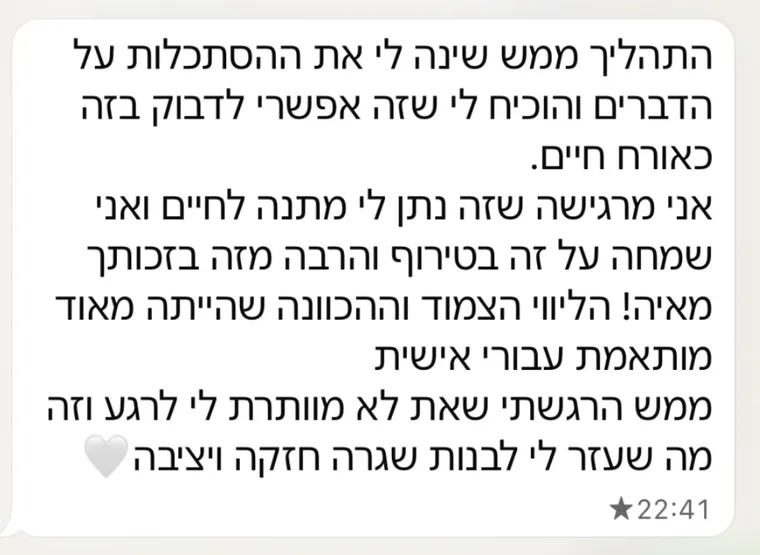 התהליך ממש שינה לי את ההסתכלות על
הדברים והוכיח לי שזה אפשרי לדבוק בזה
כאורח חיים.
אני מרגישה שזה נתן לי מתנה לחיים ואני
שמחה על זה בטירוף והרבה מזה בזכותך
מאיה! הליווי הצמוד וההכוונה שהייתה מאוד
מותאמת עבורי אישית
ממש הרגשתי שאת לא מוותרת לי לרגע וזה
מה שעזר לי לבנות שגרה חזקה ויציבה🤍
★22:41